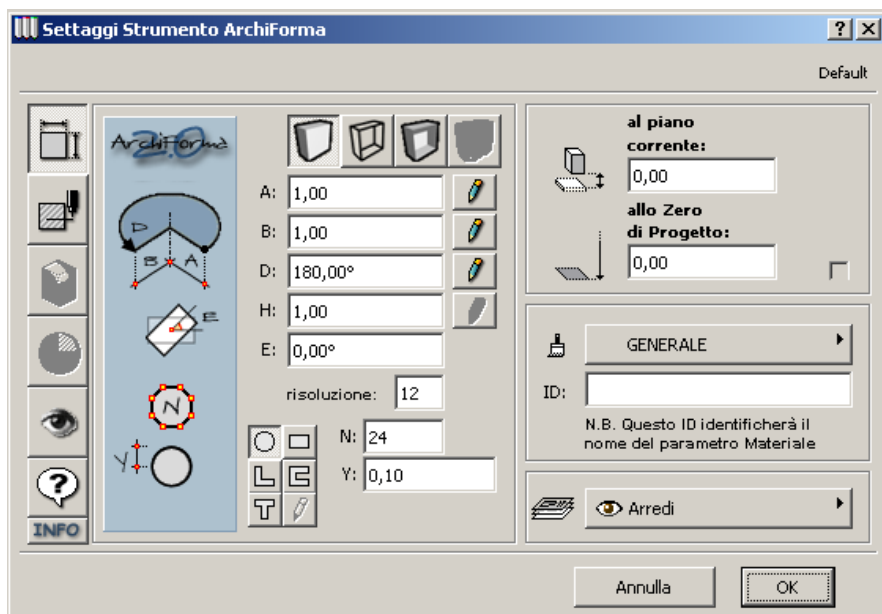 Settaggi Strumento ArchiForma
Default
ArchiForma 2.0
D
B A
E
N
Y
INFO
A: 1,00
B: 1,00
D: 180,00°
H: 1,00
E: 0,00°
risoluzione: 12
N: 24
Y: 0,10
al piano
corrente:
0,00
allo Zero
di Progetto:
0,00
GENERALE
ID:
N.B. Questo ID identificherà il
nome del parametro Materiale
Arredi
Annulla
OK